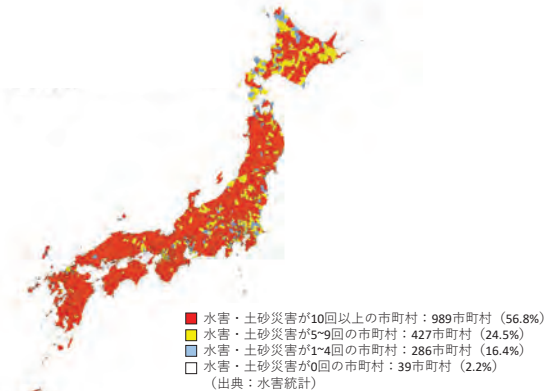 水害・土砂災害が10回以上の市町村：989市町村（56.8%）
水害・土砂災害が5~9回の市町村：427市町村（24.5%）
水害・土砂災害が1~4回の市町村：286市町村（16.4%）
水害・土砂災害が0回の市町村：39市町村（2.2%）
（出典：水害統計）